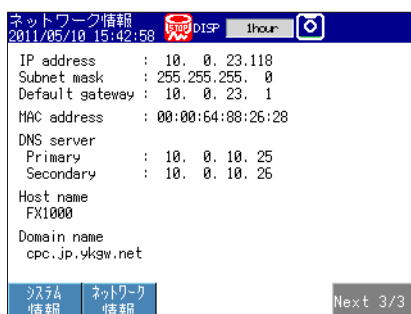 ネットワーク情報
2011/05/10 15:42:58 STOP DISP 1hour
IP address : 10. 0. 23.118
Subnet mask : 255.255.255. 0
Default gateway : 10. 0. 23. 1
MAC address : 00:00:64:88:26:28
DNS server
Primary : 10. 0. 10. 25
Secondary : 10. 0. 10. 26
Host name
FX1000
Domain name
cpc.jp.ykgw.net
システム情報
ネットワーク情報
Next 3/3